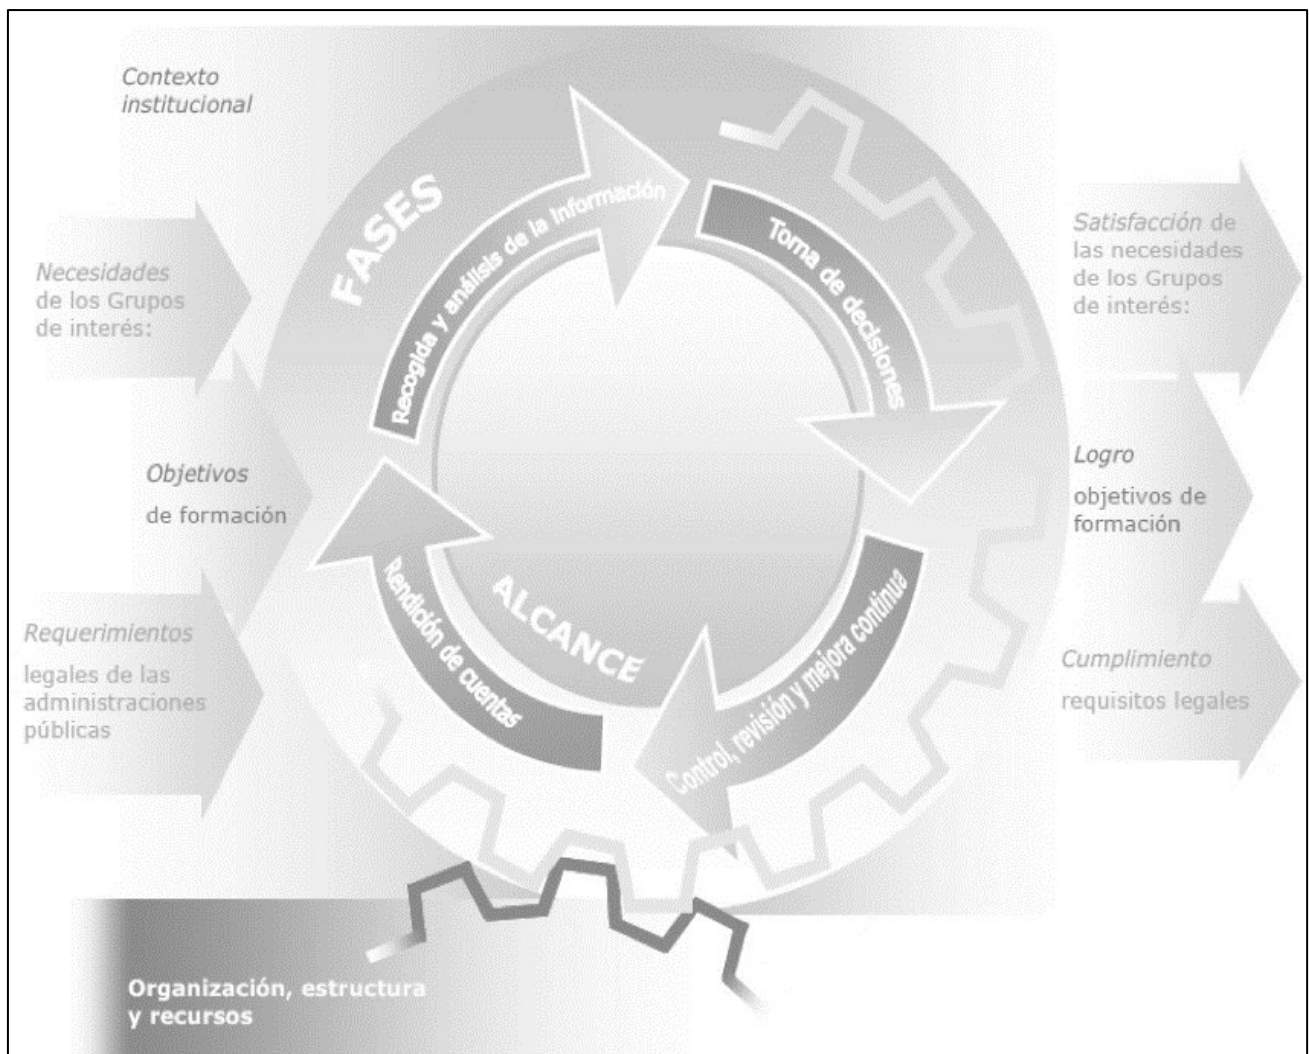 Contexto
institucional
FASES
Recogida y análisis de la Información
Toma de decisiones
Control, revisión y mejora continua
Rendición de cuentas
ALCANCE
Necesidades
de los Grupos
de interés:
Objetivos
de formación
Requerimientos
legales de las
administraciones
públicas
Satisfacción de
las necesidades
de los Grupos
de interés:
Logro
objetivos de
formación
Cumplimiento
requisitos legales
Organización, estructura
y recursos